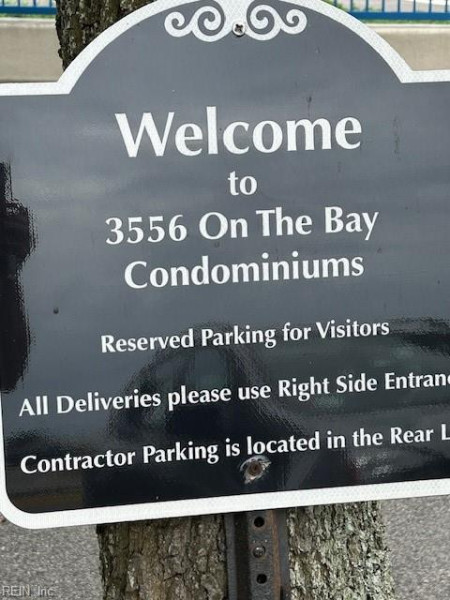 Welcome
to
3556 On The Bay
Condominiums
Reserved Parking for Visitors
All Deliveries please use Right Side Entran
Contractor Parking is located in the Rear L
REIN, Inc.